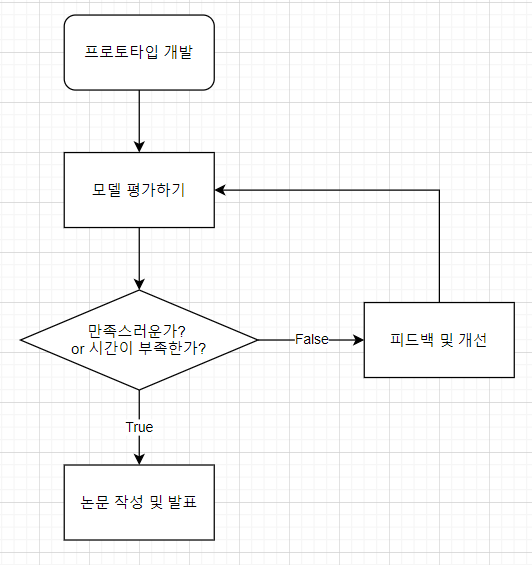 프로토타입 개발
모델 평가하기
만족스러운가?
or 시간이 부족한가?
False
피드백 및 개선
True
논문 작성 및 발표